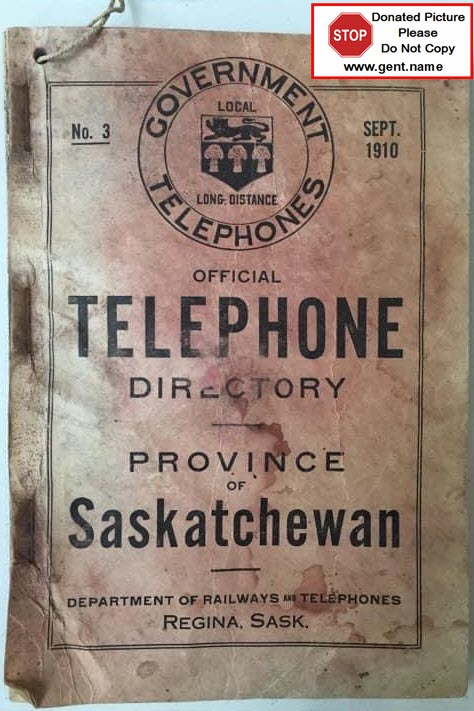 STOP
Donated Picture
Please
Do Not Copy
www.gent.name
GOVERNMENT
LOCAL
No. 3
SEPT.
1910
LONG-DISTANCE
TELEPHONES
OFFICIAL
TELEPHONE
DIRECTORY
PROVINCE
OF
Saskatchewan
DEPARTMENT OF RAILWAYS AND TELEPHONES
REGINA, SASK.